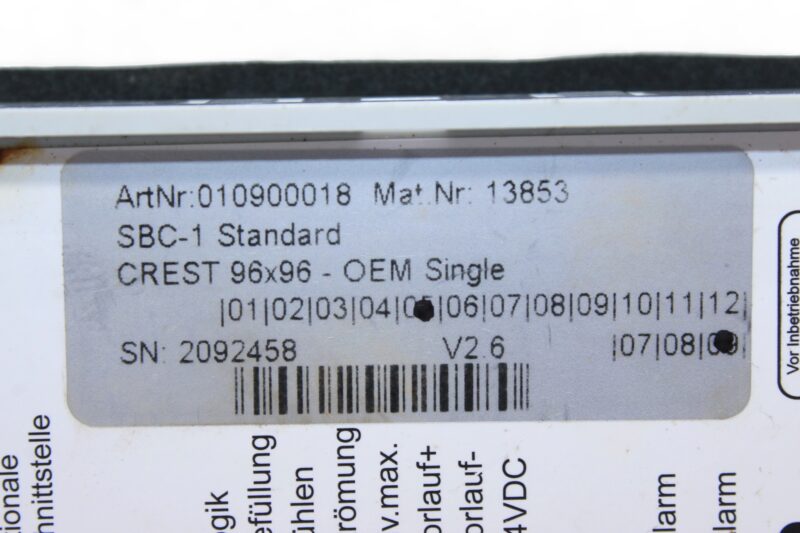 ArtNr:010900018 Mat.Nr: 13853
SBC-1 Standard
CREST 96x96 - OEM Single
|01|02|03|04|05|06|07|08|09|10|11|12|
SN: 2092458 V2.6 |07|08|09|
Vor Inbetriebnahme
ionale
hnittstelle
ogik
efüllung
ühlen
römung
v.max.
orlauf+
orlauf-
4VDC
larm
larm